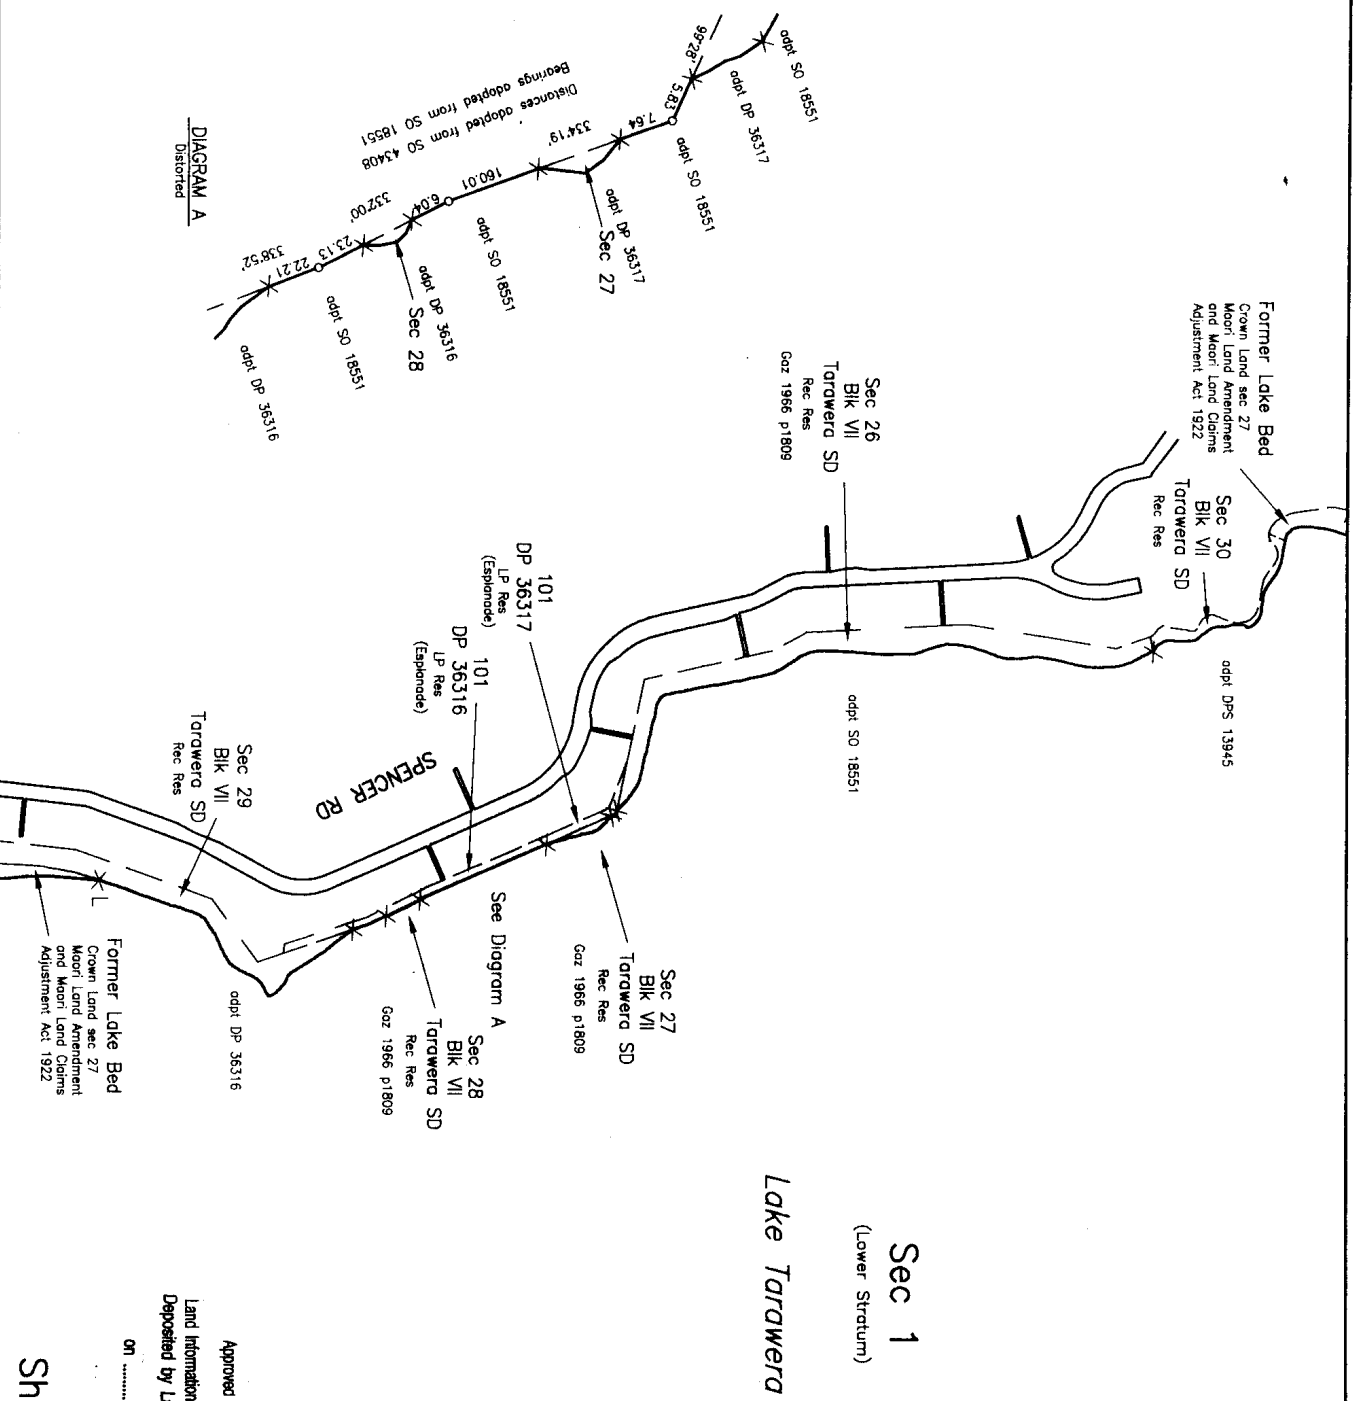 Former Lake Bed
Crown Land sec 27
Maori Land Amendment
and Maori Land Claims
Adjustment Act 1922
Sec 30
Blk VII
Tarawera SD
Rec Res
adpt DPS 13945
Sec 26
Blk VII
Tarawera SD
Rec Res
Gaz 1966 p1809
adpt SO 18551
Sec 1
(Lower Stratum)
Lake Tarawera
101
DP 36317
LP Res
(Esplanade)
101
DP 36316
LP Res
(Esplanade)
SPENCER RD
Sec 27
Blk VII
Tarawera SD
Rec Res
Gaz 1966 p1809
See Diagram A
Sec 28
Blk VII
Tarawera SD
Rec Res
Gaz 1966 p1809
Sec 29
Blk VII
Tarawera SD
Rec Res
adpt DP 36316
L
Former Lake Bed
Crown Land sec 27
Maori Land Amendment
and Maori Land Claims
Adjustment Act 1922
adpt SO 18551
adpt DP 36317
99°28'
5.83
adpt SO 18551
7.64
334°19'
adpt DP 36317
Sec 27
160.01
adpt SO 18551
6.04
332°00'
adpt DP 36316
Sec 28
23.13
adpt SO 18551
22.21
338°52'
adpt DP 36316
Distances adopted from SO 43408
Bearings adopted from SO 18551
DIAGRAM A
Distorted
Approved
Land Information
Deposited by L
on .........
Sh